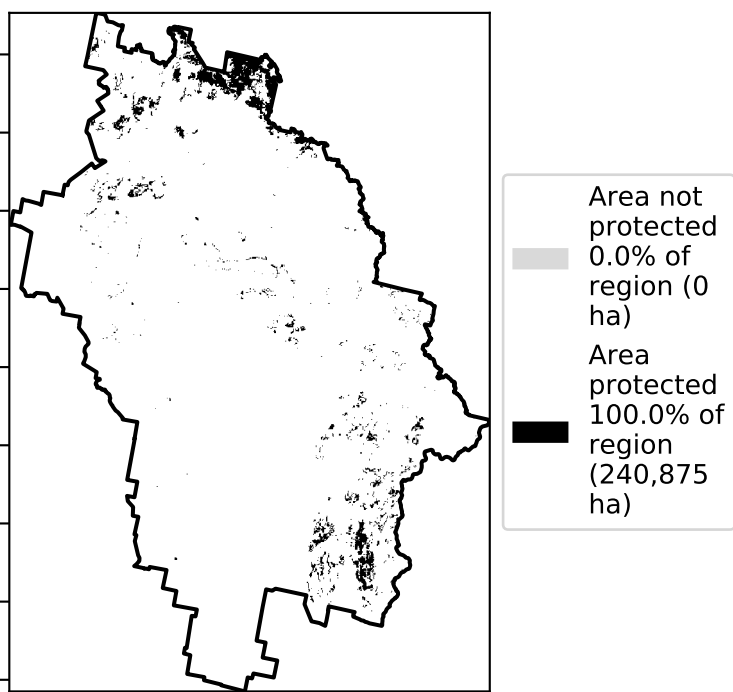 Area not
protected
0.0% of
region (0
ha)
Area
protected
100.0% of
region
(240,875
ha)